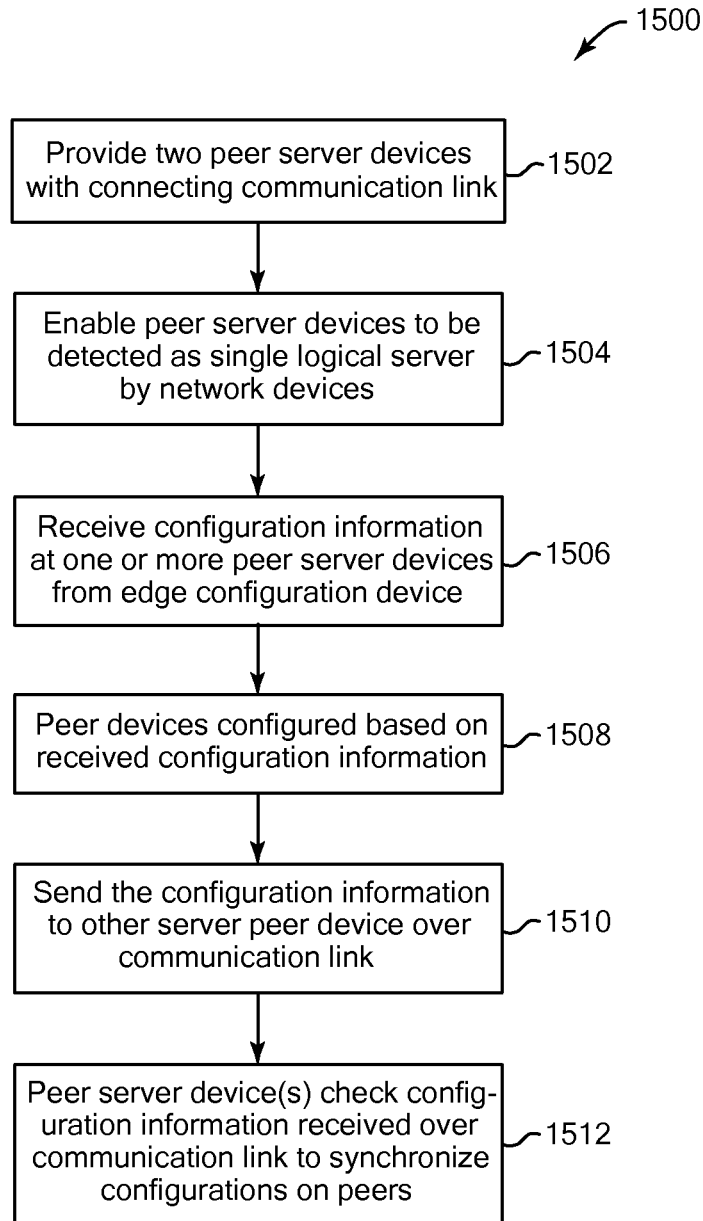 1500
Provide two peer server devices
with connecting communication link
1502
Enable peer server devices to be
detected as single logical server
by network devices
1504
Receive configuration information
at one or more peer server devices
from edge configuration device
1506
Peer devices configured based on
received configuration information
1508
Send the configuration information
to other server peer device over
communication link
1510
Peer server device(s) check config-
uration information received over
communication link to synchronize
configurations on peers
1512